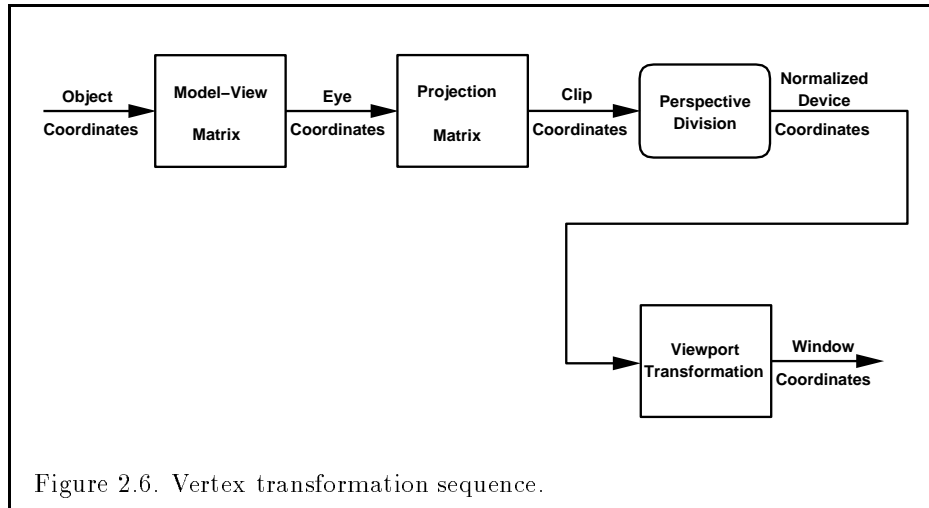 Object
Coordinates
Model–View
Matrix
Eye
Coordinates
Projection
Matrix
Clip
Coordinates
Perspective
Division
Normalized
Device
Coordinates
Viewport
Transformation
Window
Coordinates
Figure 2.6. Vertex transformation sequence.